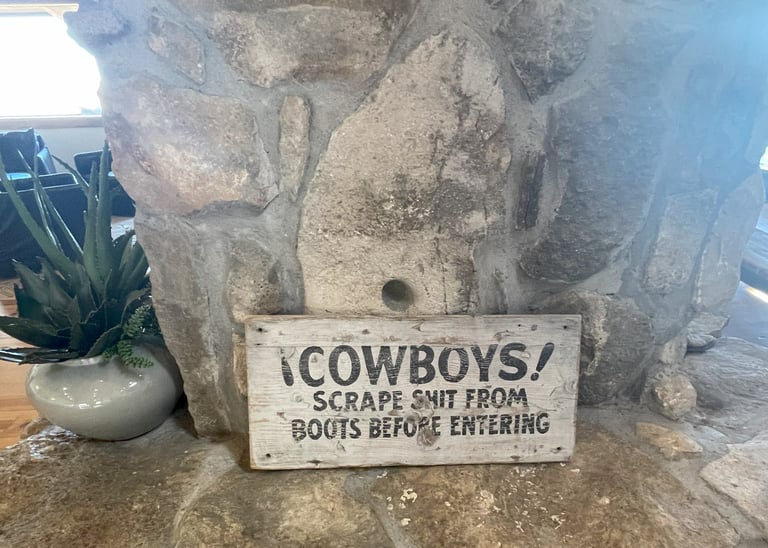 ¡COWBOYS!
SCRAPE SHIT FROM
BOOTS BEFORE ENTERING